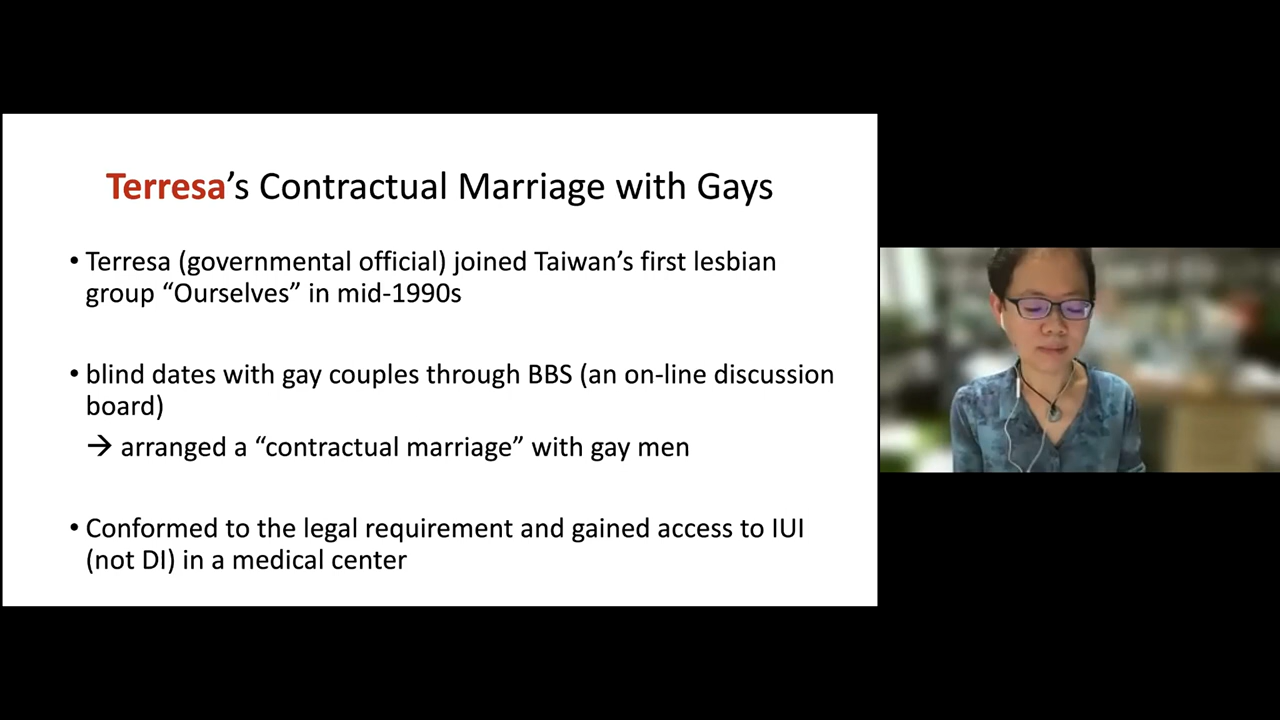 Terresa’s Contractual Marriage with Gays
• Terresa (governmental official) joined Taiwan’s first lesbian
group “Ourselves” in mid-1990s
• blind dates with gay couples through BBS (an on-line discussion
board)
→ arranged a “contractual marriage” with gay men
• Conformed to the legal requirement and gained access to IUI
(not DI) in a medical center